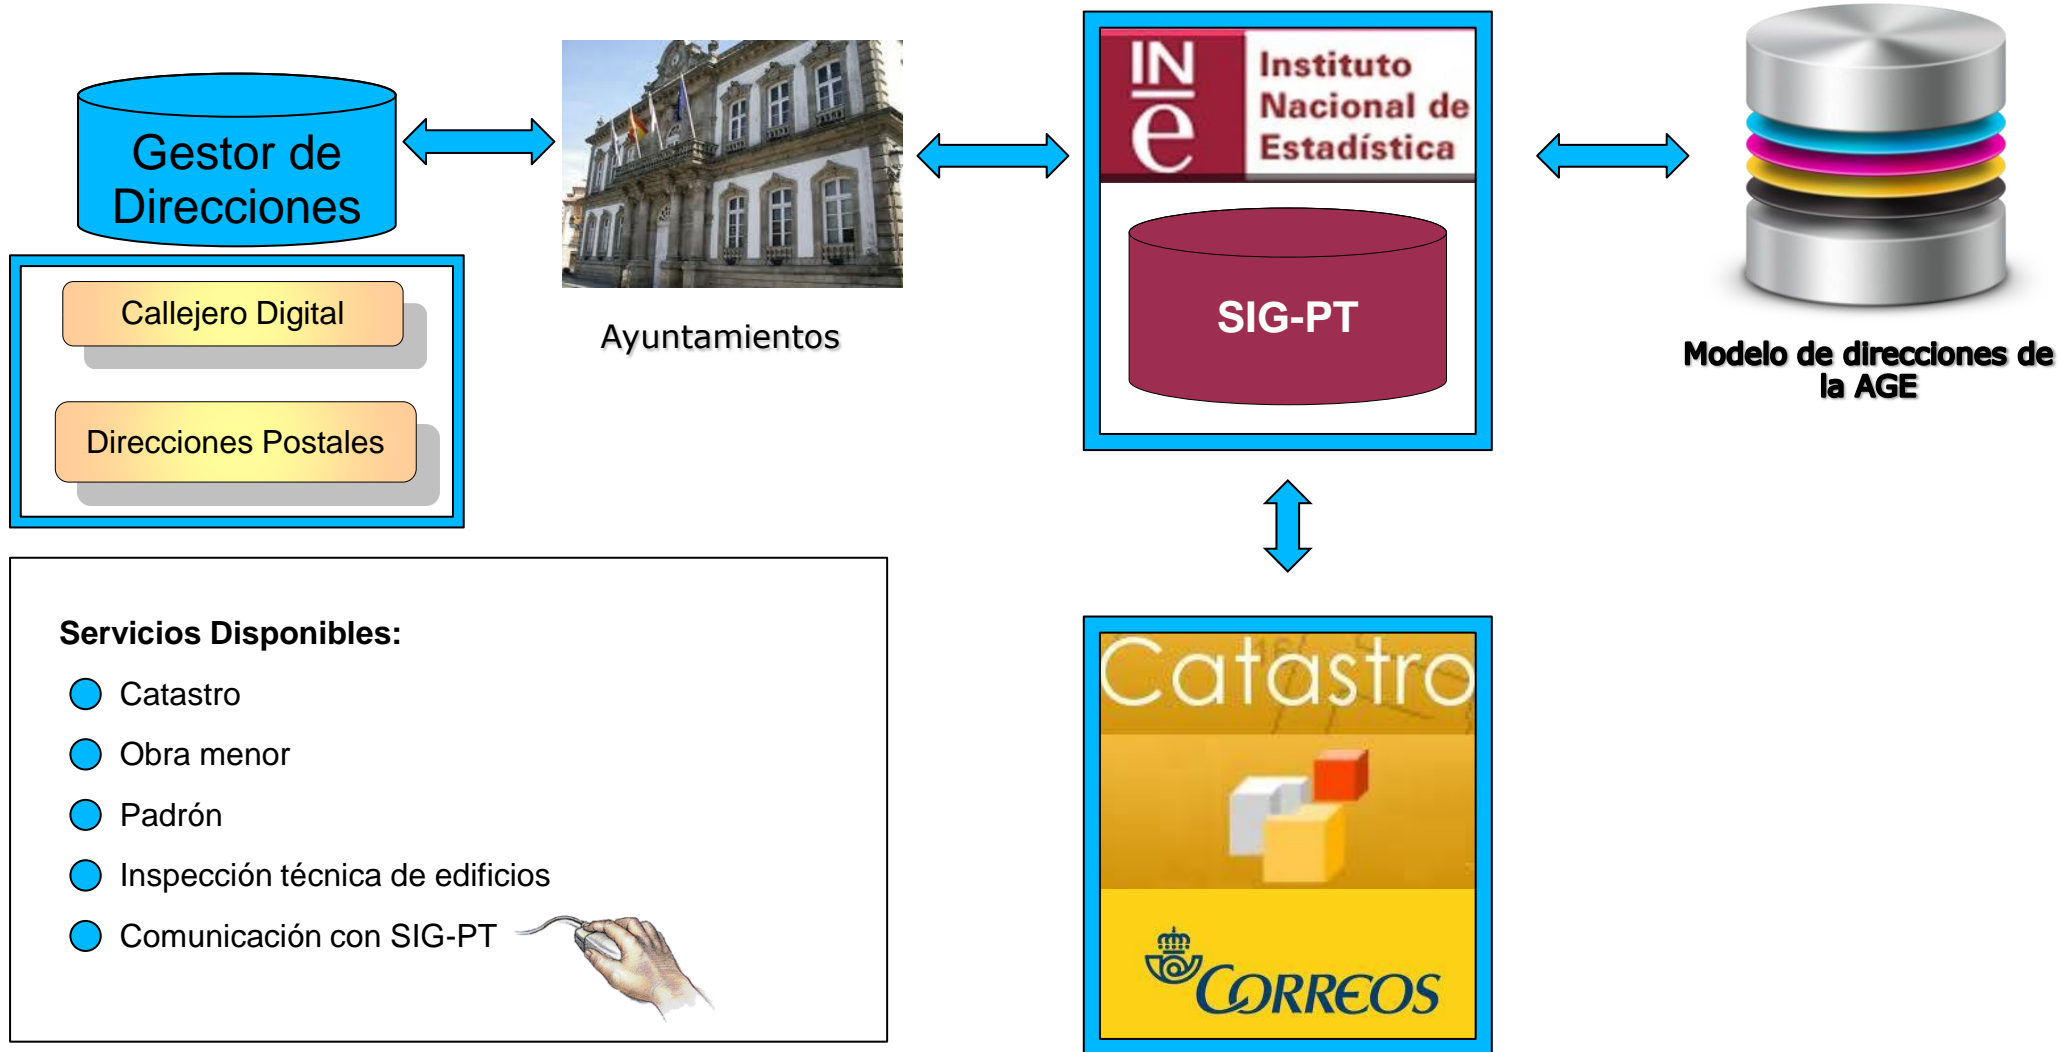 Gestor de
Direcciones
Callejero Digital
Direcciones Postales
Ayuntamientos
INe
Instituto
Nacional de
Estadística
SIG-PT
Modelo de direcciones de
la AGE
Servicios Disponibles:
Catastro
Obra menor
Padrón
Inspección técnica de edificios
Comunicación con SIG-PT
Catastro
CORREOS